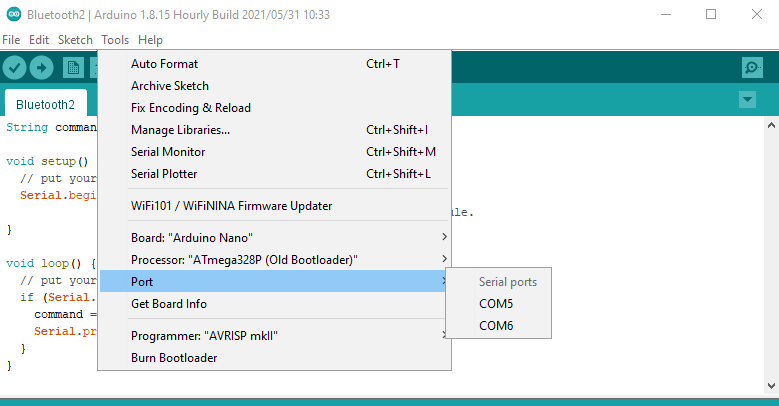 Bluetooth2 | Arduino 1.8.15 Hourly Build 2021/05/31 10:33
File Edit Sketch Tools Help
Bluetooth2
Auto Format Ctrl+T
Archive Sketch
Fix Encoding & Reload
Manage Libraries... Ctrl+Shift+I
Serial Monitor Ctrl+Shift+M
Serial Plotter Ctrl+Shift+L
WiFi101 / WiFiNINA Firmware Updater
Board: "Arduino Nano"
Processor: "ATmega328P (Old Bootloader)"
Port
Get Board Info
Programmer: "AVRISP mkII"
Burn Bootloader
Serial ports
COM5
COM6
String comman
void setup()
// put your
Serial.begi
le.
}
void loop() {
// put your
if (Serial.
command =
Serial.pr
}
}